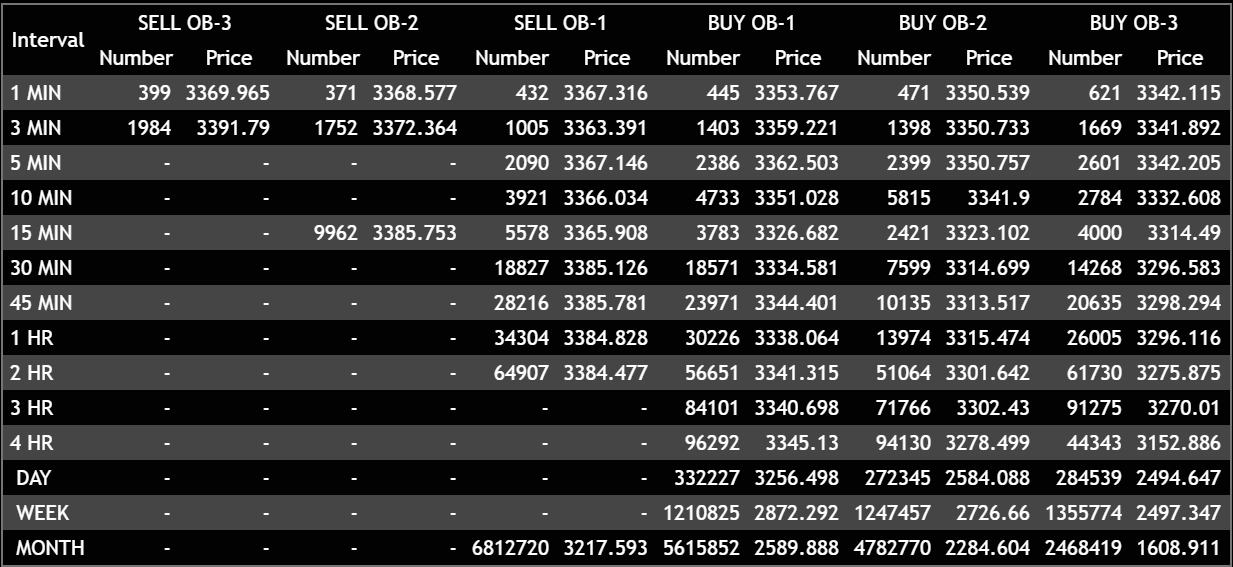 SELL OB-3 SELL OB-2 SELL OB-1 BUY OB-1 BUY OB-2 BUY OB-3
Interval
Number Price Number Price Number Price Number Price Number Price Number Price
1 MIN 399 3369.965 371 3368.577 432 3367.316 445 3353.767 471 3350.539 621 3342.115
3 MIN 1984 3391.79 1752 3372.364 1005 3363.391 1403 3359.221 1398 3350.733 1669 3341.892
5 MIN - - - - 2090 3367.146 2386 3362.503 2399 3350.757 2601 3342.205
10 MIN - - - - 3921 3366.034 4733 3351.028 5815 3341.9 2784 3332.608
15 MIN - - 9962 3385.753 5578 3365.908 3783 3326.682 2421 3323.102 4000 3314.49
30 MIN - - - - 18827 3385.126 18571 3334.581 7599 3314.699 14268 3296.583
45 MIN - - - - 28216 3385.781 23971 3344.401 10135 3313.517 20635 3298.294
1 HR - - - - 34304 3384.828 30226 3338.064 13974 3315.474 26005 3296.116
2 HR - - - - 64907 3384.477 56651 3341.315 51064 3301.642 61730 3275.875
3 HR - - - - - - 84101 3340.698 71766 3302.43 91275 3270.01
4 HR - - - - - - 96292 3345.13 94130 3278.499 44343 3152.886
DAY - - - - - - 332227 3256.498 272345 2584.088 284539 2494.647
WEEK - - - - - - 1210825 2872.292 1247457 2726.66 1355774 2497.347
MONTH - - - - 6812720 3217.593 5615852 2589.888 4782770 2284.604 2468419 1608.911